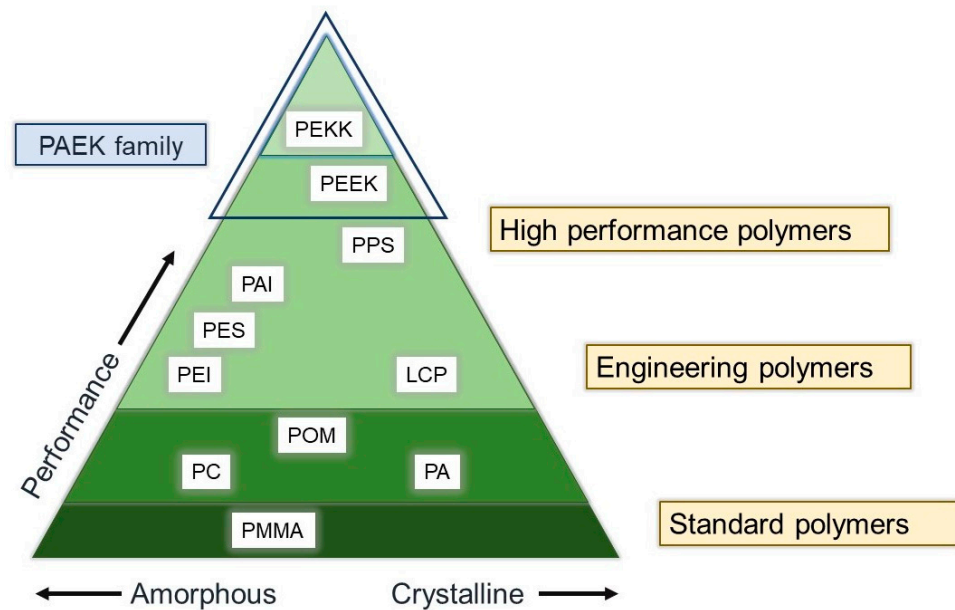 PEKK
PAEK family
PEEK
High performance polymers
PPS
PAI
PES
PEI
LCP
Engineering polymers
Performance
POM
PC
PA
PMMA
Standard polymers
Amorphous
Crystalline